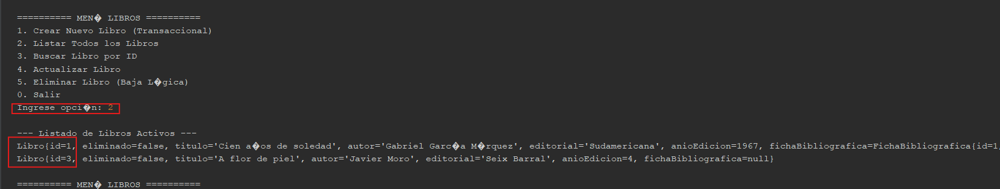 ========== MEN� LIBROS ==========
1. Crear Nuevo Libro (Transaccional)
2. Listar Todos los Libros
3. Buscar Libro por ID
4. Actualizar Libro
5. Eliminar Libro (Baja L�gica)
0. Salir
Ingrese opci�n: 2
--- Listado de Libros Activos ---
Libro{id=1, eliminado=false, titulo='Cien a�os de soledad', autor='Gabriel Garc�a M�rquez', editorial='Sudamericana', anioEdicion=1967, fichaBibliografica=FichaBibliografica{id=1,
Libro{id=3, eliminado=false, titulo='A flor de piel', autor='Javier Moro', editorial='Seix Barral', anioEdicion=4, fichaBibliografica=null}
========== MEN� LIBROS ==========